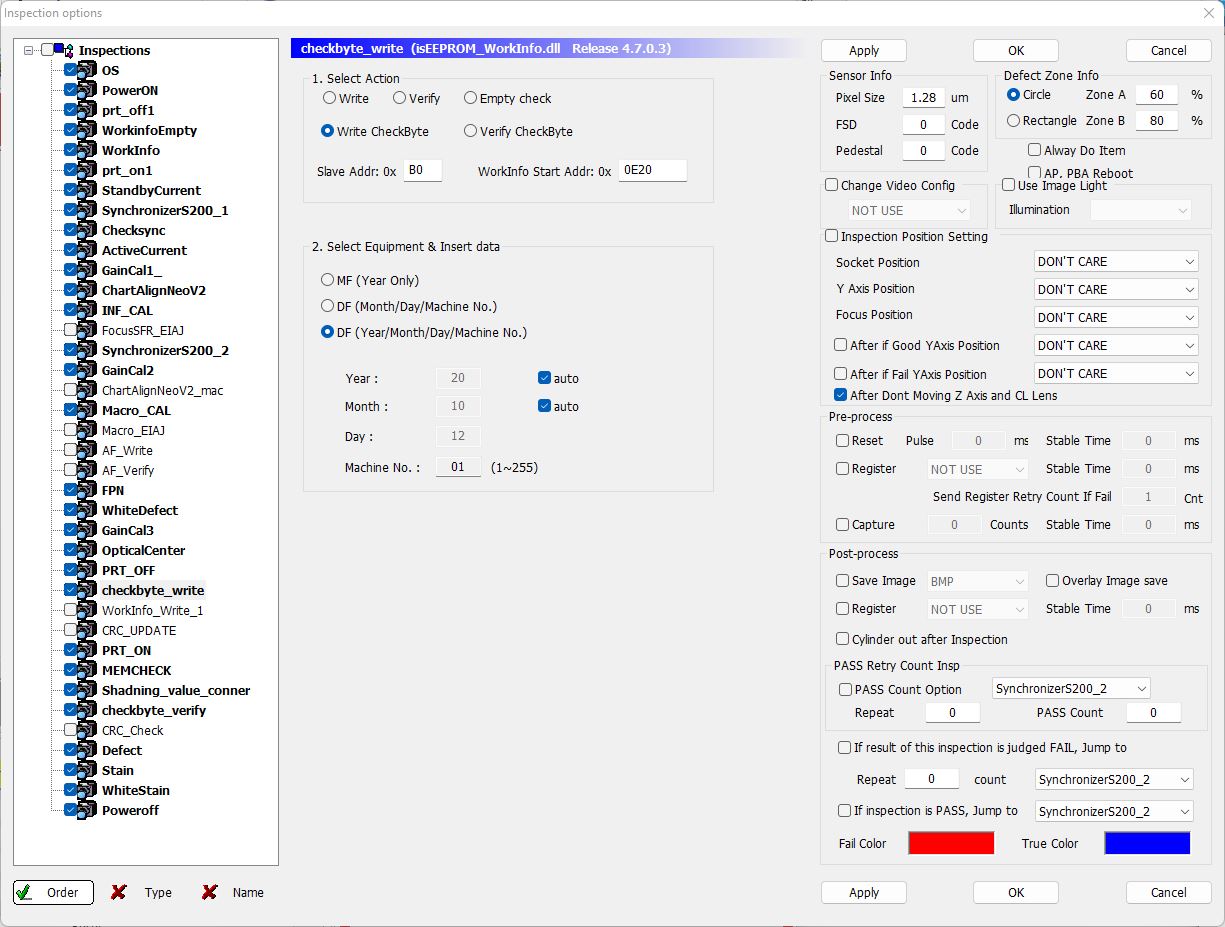 Inspection options
Inspections
OS
PowerON
prt_off1
WorkinfoEmpty
WorkInfo
prt_on1
StandbyCurrent
SynchronizerS200_1
Checksync
ActiveCurrent
GainCal1_
ChartAlignNeoV2
INF_CAL
FocusSFR_EIAJ
SynchronizerS200_2
GainCal2
ChartAlignNeoV2_mac
Macro_CAL
Macro_EIAJ
AF_Write
AF_Verify
FPN
WhiteDefect
GainCal3
OpticalCenter
PRT_OFF
checkbyte_write
WorkInfo_Write_1
CRC_UPDATE
PRT_ON
MEMCHECK
Shadning_value_conner
checkbyte_verify
CRC_Check
Defect
Stain
WhiteStain
Poweroff
Order Type Name
checkbyte_write (isEEPROM_WorkInfo.dll Release 4.7.0.3)
1. Select Action
Write Verify Empty check
Write CheckByte Verify CheckByte
Slave Addr: 0x B0 WorkInfo Start Addr: 0x 0E20
2. Select Equipment & Insert data
MF (Year Only)
DF (Month/Day/Machine No.)
DF (Year/Month/Day/Machine No.)
Year : 20 auto
Month : 10 auto
Day : 12
Machine No. : 01 (1~255)
Apply OK Cancel
Sensor Info
Pixel Size 1.28 um
FSD 0 Code
Pedestal 0 Code
Defect Zone Info
Circle Zone A 60 %
Rectangle Zone B 80 %
Alway Do Item
AP. PBA Reboot
Change Video Config
NOT USE
Use Image Light
Illumination
Inspection Position Setting
Socket Position DON'T CARE
Y Axis Position DON'T CARE
Focus Position DON'T CARE
After if Good YAxis Position DON'T CARE
After if Fail YAxis Position DON'T CARE
After Dont Moving Z Axis and CL Lens
Pre-process
Reset Pulse 0 ms Stable Time 0 ms
Register NOT USE Stable Time 0 ms
Send Register Retry Count If Fail 1 Cnt
Capture 0 Counts Stable Time 0 ms
Post-process
Save Image BMP Overlay Image save
Register NOT USE Stable Time 0 ms
Cylinder out after Inspection
PASS Retry Count Insp
PASS Count Option SynchronizerS200_2
Repeat 0 PASS Count 0
If result of this inspection is judged FAIL, Jump to
Repeat 0 count SynchronizerS200_2
If inspection is PASS, Jump to SynchronizerS200_2
Fail Color True Color
Apply OK Cancel